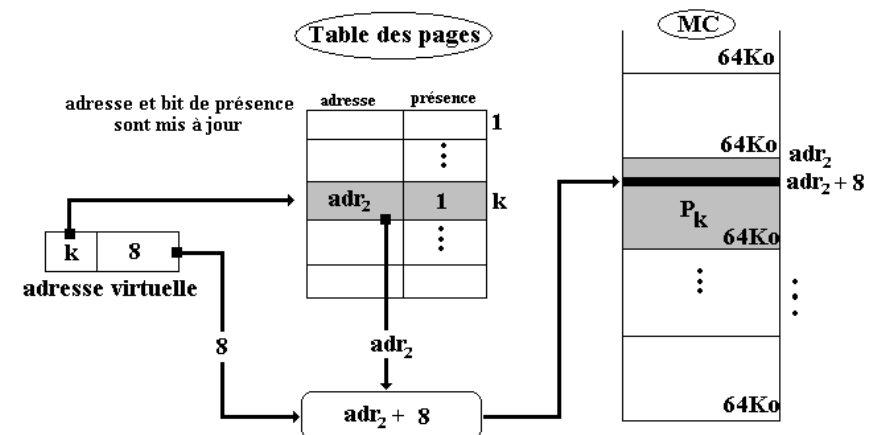 Table des pages
MC
64Ko
adresse et bit de présence
sont mis à jour
adresse
présence
1
64Ko
adr2
adr2
1
k
adr2 + 8
Pk
64Ko
k
8
adresse virtuelle
8
adr2
adr2 + 8
64Ko